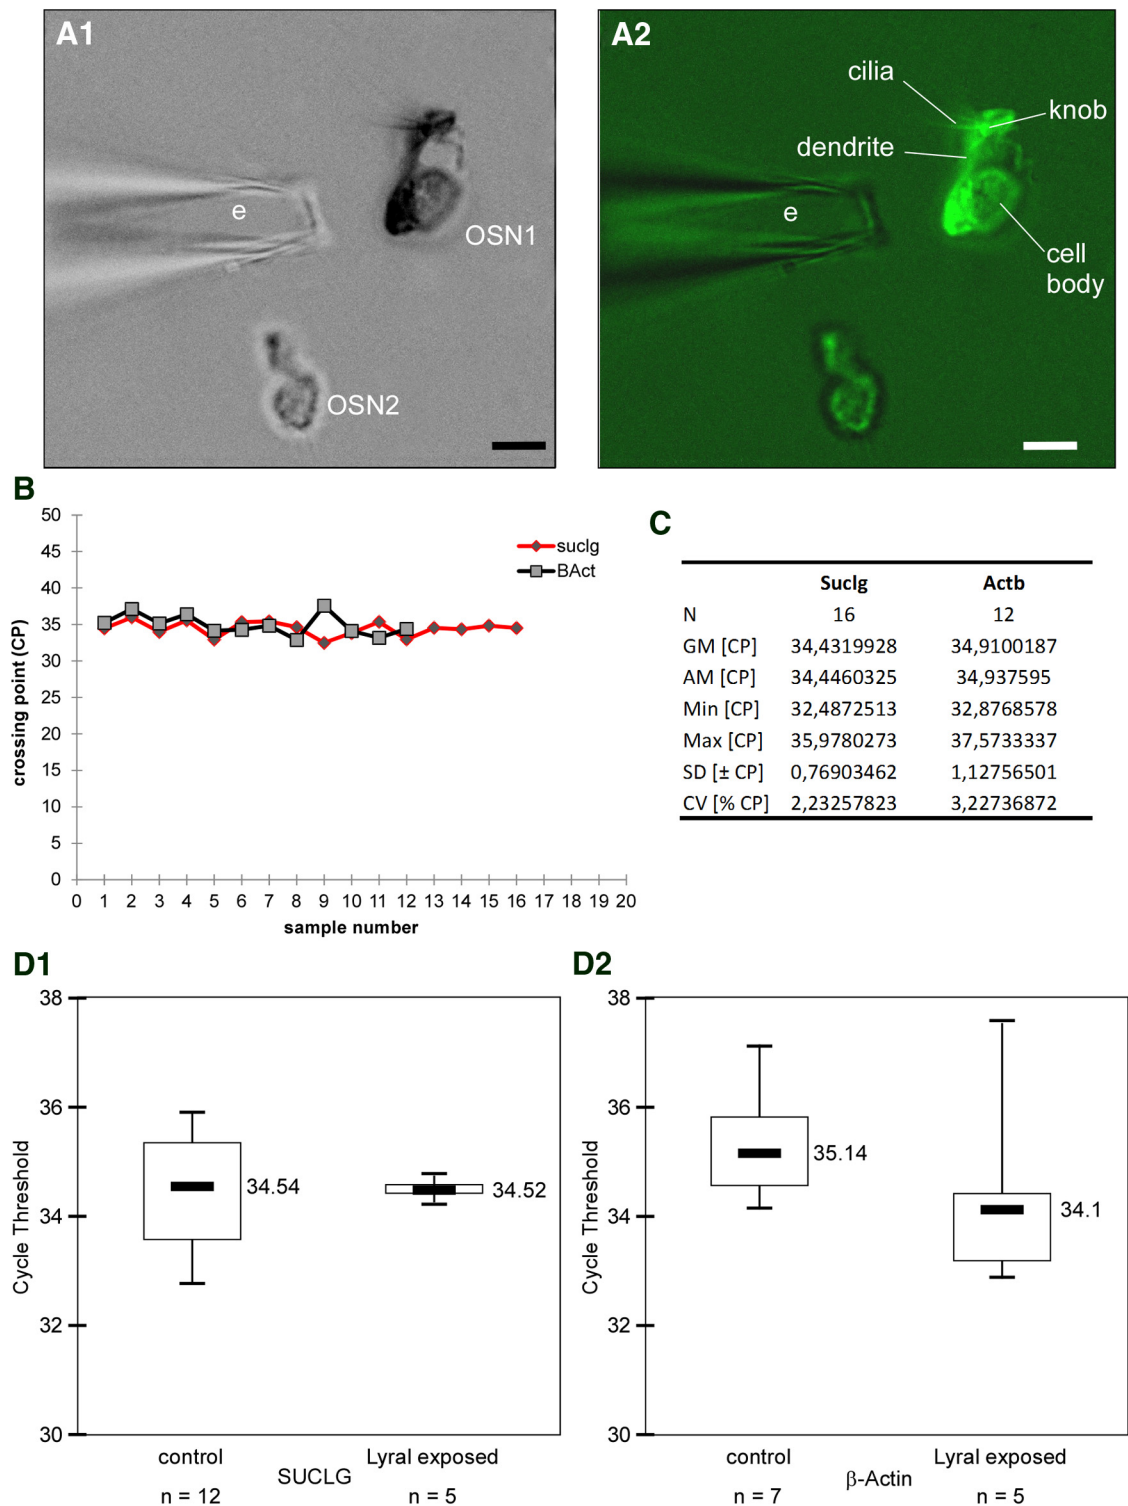 A1
e
OSN1
OSN2
A2
cilia
knob
dendrite
e
cell
body
B
50
45
40
35
30
25
20
15
10
5
0
crossing point (CP)
suclg
BAct
0 1 2 3 4 5 6 7 8 9 10 11 12 13 14 15 16 17 18 19 20
sample number
C
Suclg Actb
N 16 12
GM [CP] 34,4319928 34,9100187
AM [CP] 34,4460325 34,937595
Min [CP] 32,4872513 32,8768578
Max [CP] 35,9780273 37,5733337
SD [± CP] 0,76903462 1,12756501
CV [% CP] 2,23257823 3,22736872
D1
38
36
34
32
30
Cycle Threshold
34.54
34.52
control Lyral exposed
SUCLG
n = 12 n = 5
D2
38
36
34
32
30
Cycle Threshold
35.14
34.1
control Lyral exposed
β-Actin
n = 7 n = 5